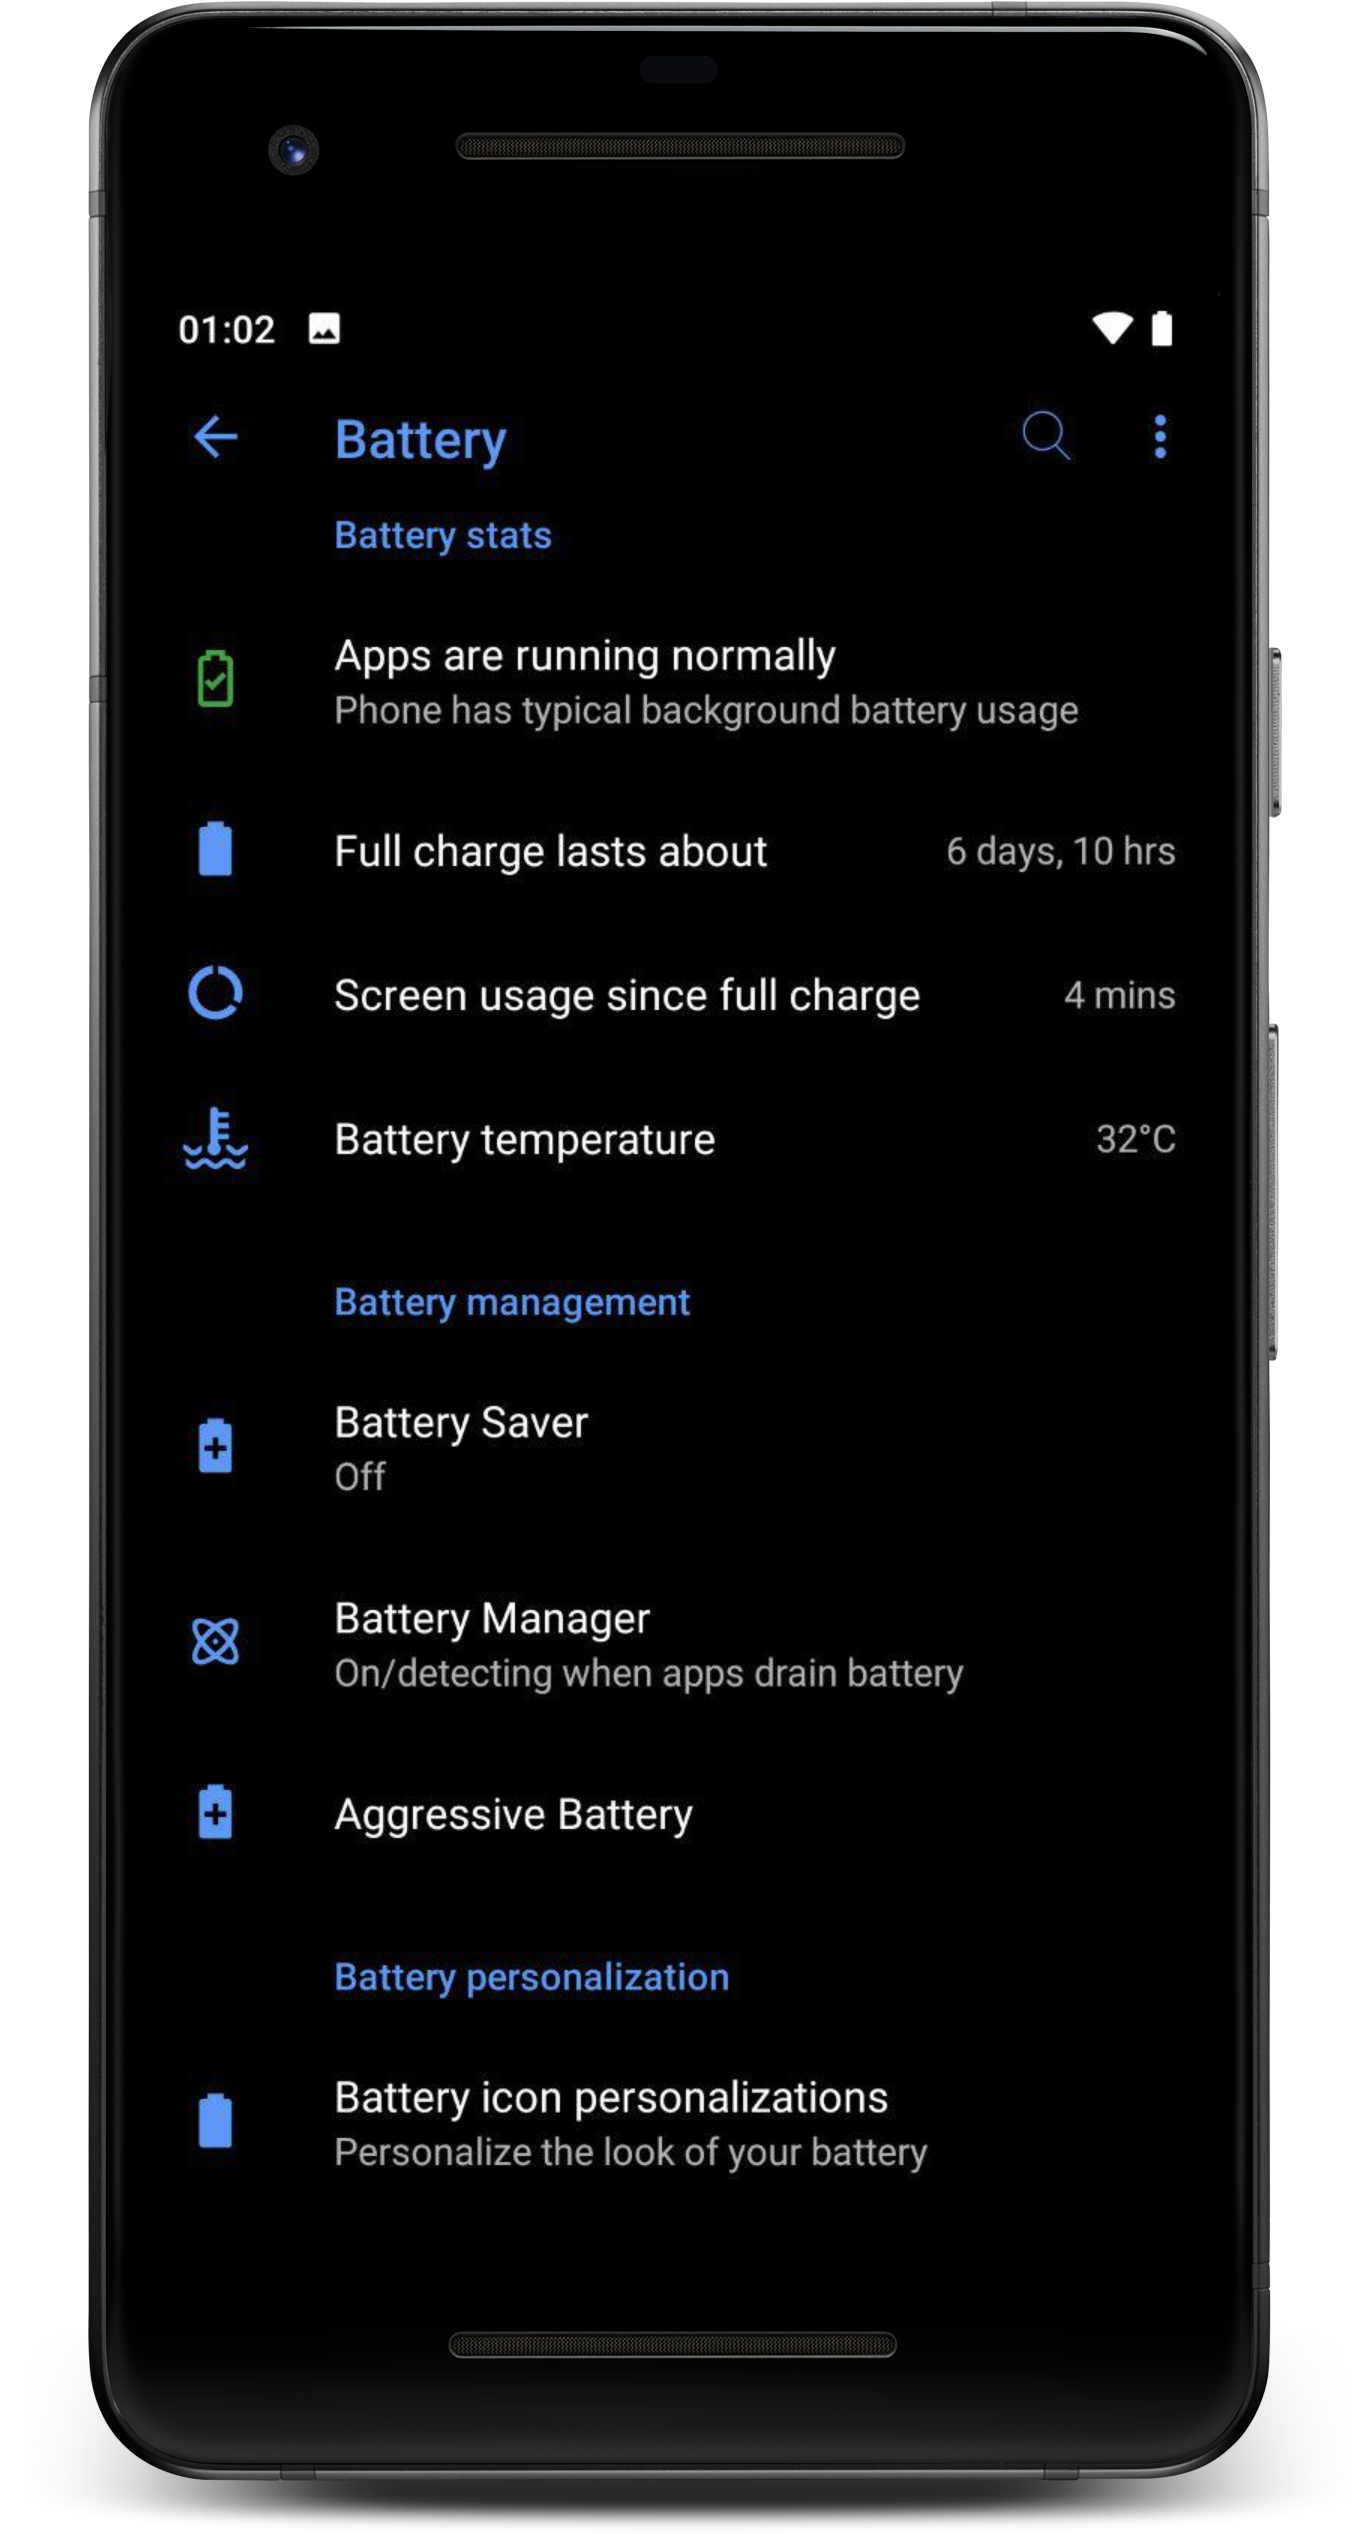 01:02
Battery
Battery stats
Apps are running normally
Phone has typical background battery usage
Full charge lasts about 6 days, 10 hrs
Screen usage since full charge 4 mins
Battery temperature 32°C
Battery management
Battery Saver
Off
Battery Manager
On/detecting when apps drain battery
Aggressive Battery
Battery personalization
Battery icon personalizations
Personalize the look of your battery